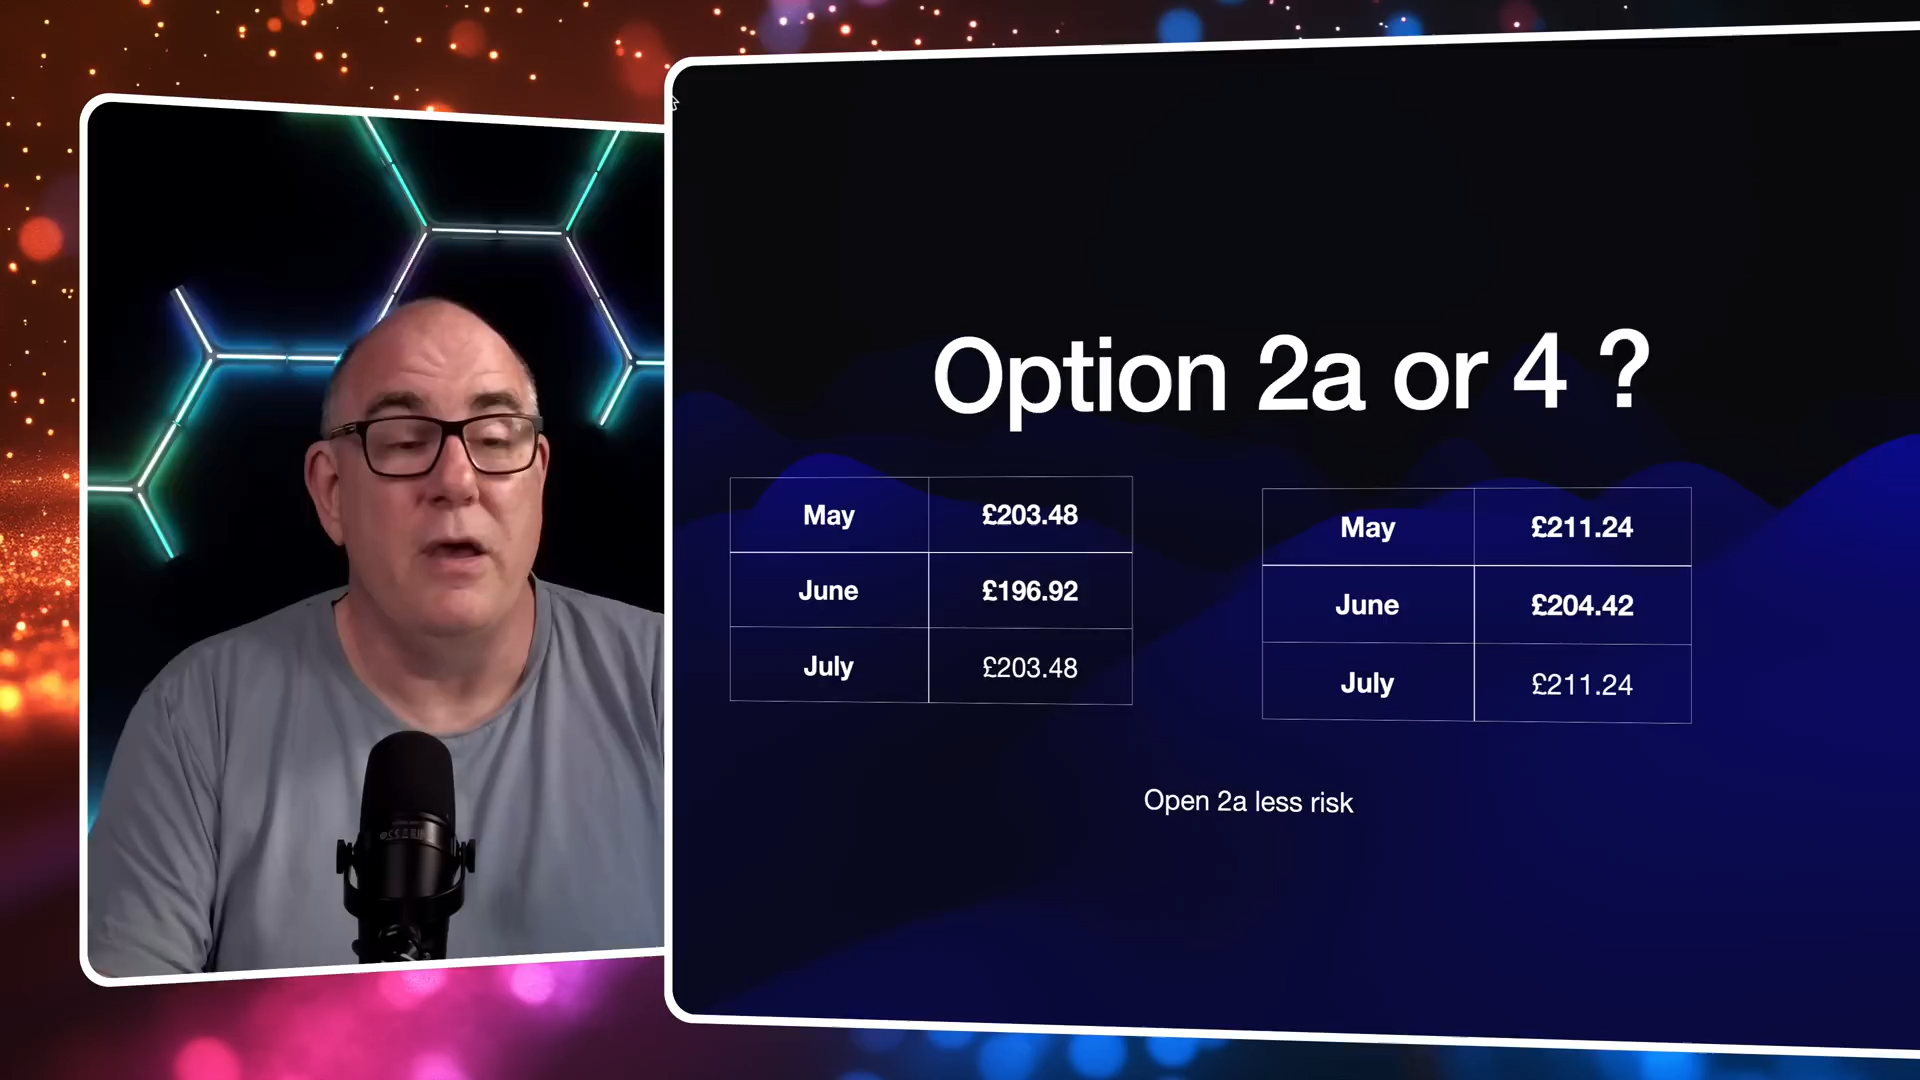 Option 2a or 4 ?
May £203.48
June £196.92
July £203.48
May £211.24
June £204.42
July £211.24
Open 2a less risk